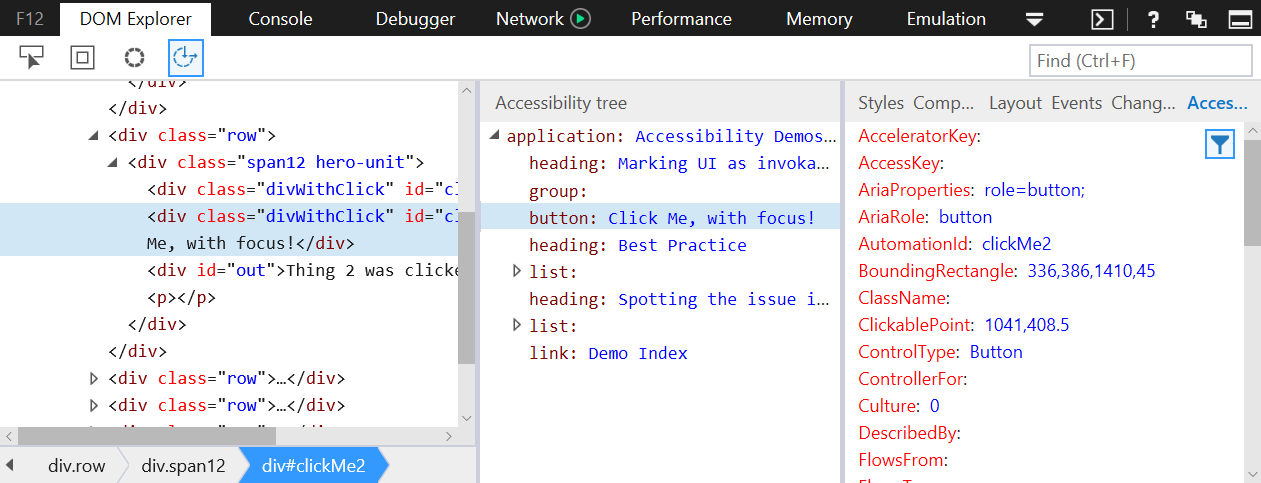 F12 DOM Explorer Console Debugger Network Performance Memory Emulation ?
Find (Ctrl+F)
</div>
</div>
<div class="row">
<div class="span12 hero-unit">
<div class="divWithClick" id="cl
<div class="divWithClick" id="cl
Me, with focus!</div>
<div id="out">Thing 2 was clicke
<p></p>
</div>
</div>
<div class="row">…</div>
<div class="row">…</div>
div.row div.span12 div#clickMe2
Accessibility tree
application: Accessibility Demos...
heading: Marking UI as invoka...
group:
button: Click Me, with focus!
heading: Best Practice
list:
heading: Spotting the issue i...
list:
link: Demo Index
Styles Comp... Layout Events Chang... Acces...
AcceleratorKey:
AccessKey:
AriaProperties: role=button;
AriaRole: button
AutomationId: clickMe2
BoundingRectangle: 336,386,1410,45
ClassName:
ClickablePoint: 1041,408.5
ControlType: Button
ControllerFor:
Culture: 0
DescribedBy:
FlowsFrom: